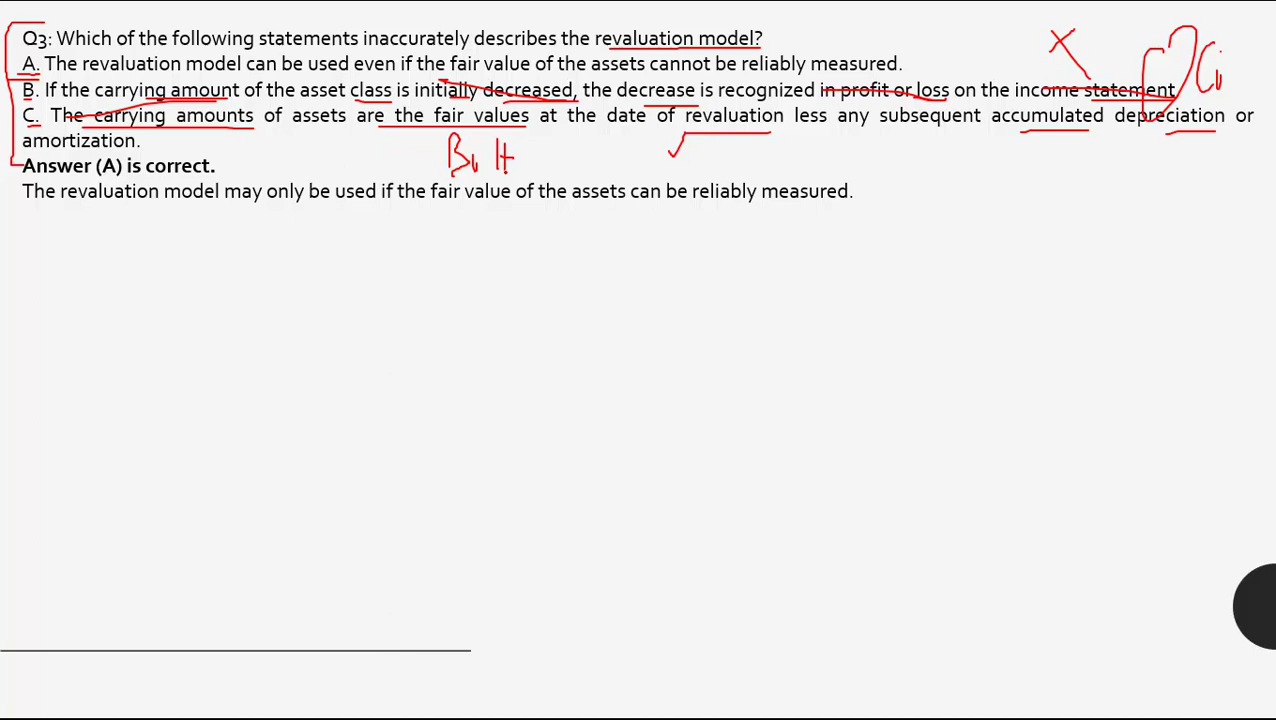 Q3: Which of the following statements inaccurately describes the revaluation model?
A. The revaluation model can be used even if the fair value of the assets cannot be reliably measured.
B. If the carrying amount of the asset class is initially decreased, the decrease is recognized in profit or loss on the income statement.
C. The carrying amounts of assets are the fair values at the date of revaluation less any subsequent accumulated depreciation or
amortization.
Answer (A) is correct.
The revaluation model may only be used if the fair value of the assets can be reliably measured.